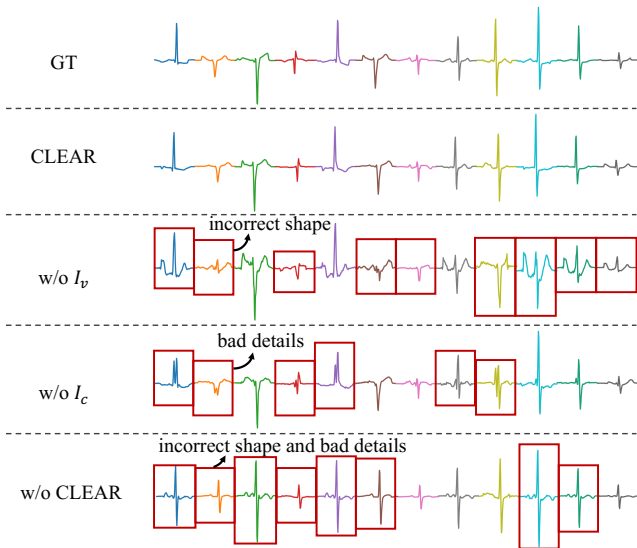 GT
CLEAR
incorrect shape
w/o I_v
bad details
w/o I_c
incorrect shape and bad details
w/o CLEAR